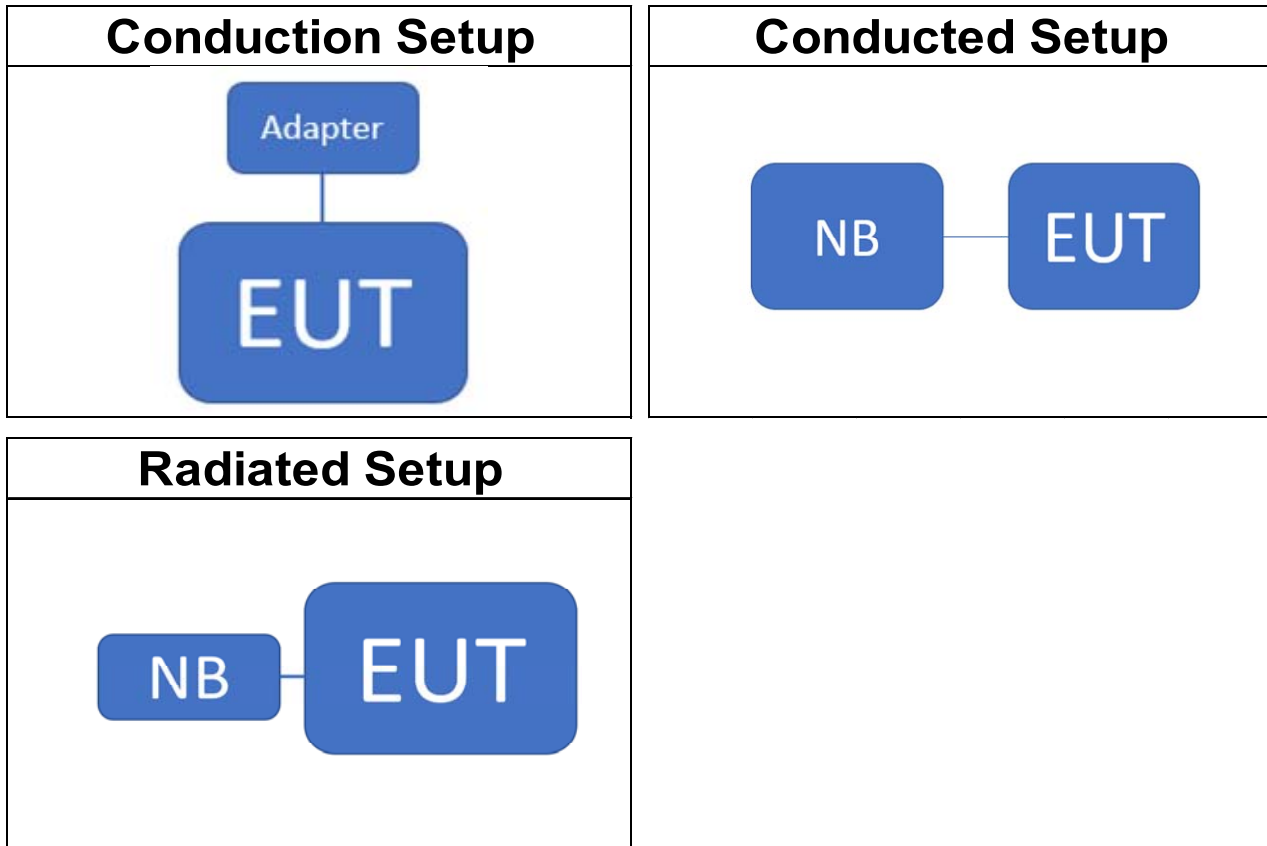 Conduction Setup
Adapter
EUT
Conducted Setup
NB
EUT
Radiated Setup
NB
EUT